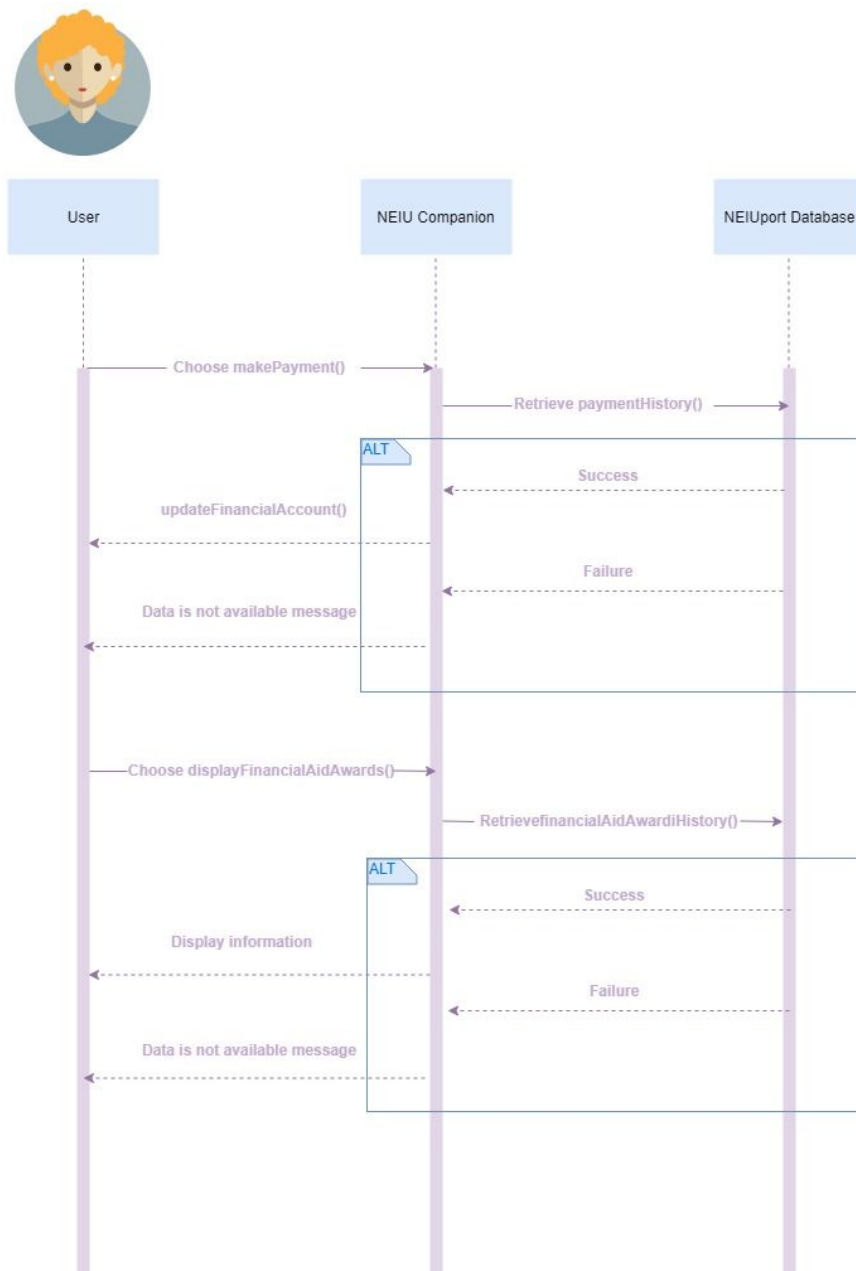 User
NEIU Companion
NEIUport Database
Choose makePayment()
Retrieve paymentHistory()
ALT
Success
updateFinancialAccount()
Failure
Data is not available message
Choose displayFinancialAidAwards()
RetrievefinancialAidAwardiHistory()
ALT
Success
Display information
Failure
Data is not available message